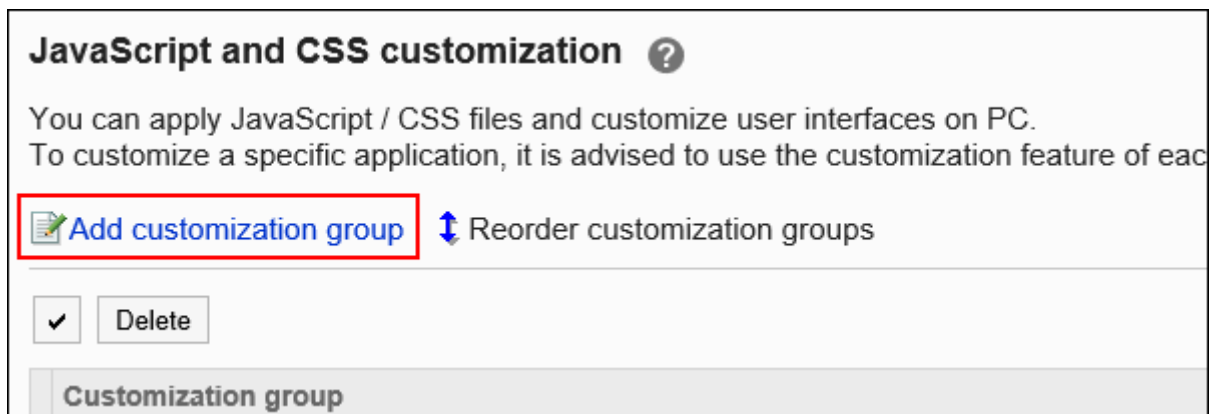 JavaScript and CSS customization ?
You can apply JavaScript / CSS files and customize user interfaces on PC.
To customize a specific application, it is advised to use the customization feature of
Add customization group Reorder customization groups
Delete
Customization group